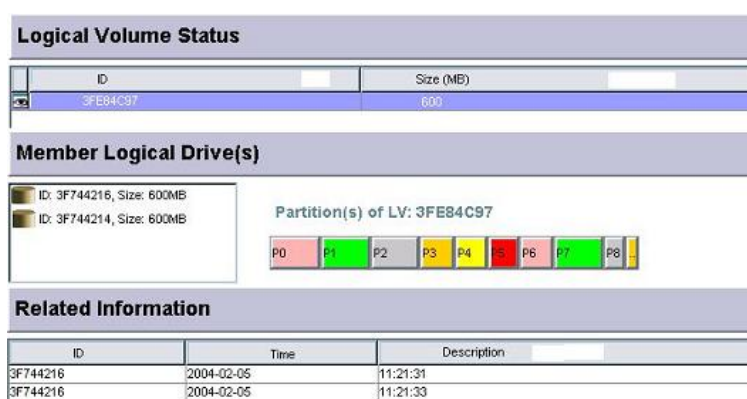 Logical Volume Status
ID Size (MB)
3FE84C97 600
Member Logical Drive(s)
ID: 3F744216, Size: 600MB
ID: 3F744214, Size: 600MB
Partition(s) of LV: 3FE84C97
P0 P1 P2 P3 P4 P5 P6 P7 P8 ..
Related Information
ID Time Description
3F744216 2004-02-05 11:21:31
3F744216 2004-02-05 11:21:33